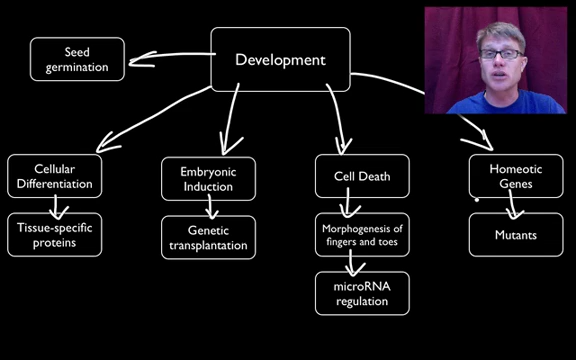 Seed
germination
Development
Cellular
Differentiation
Tissue-specific
proteins
Embryonic
Induction
Genetic
transplantation
Cell Death
Morphogenesis of
fingers and toes
microRNA
regulation
Homeotic
Genes
Mutants